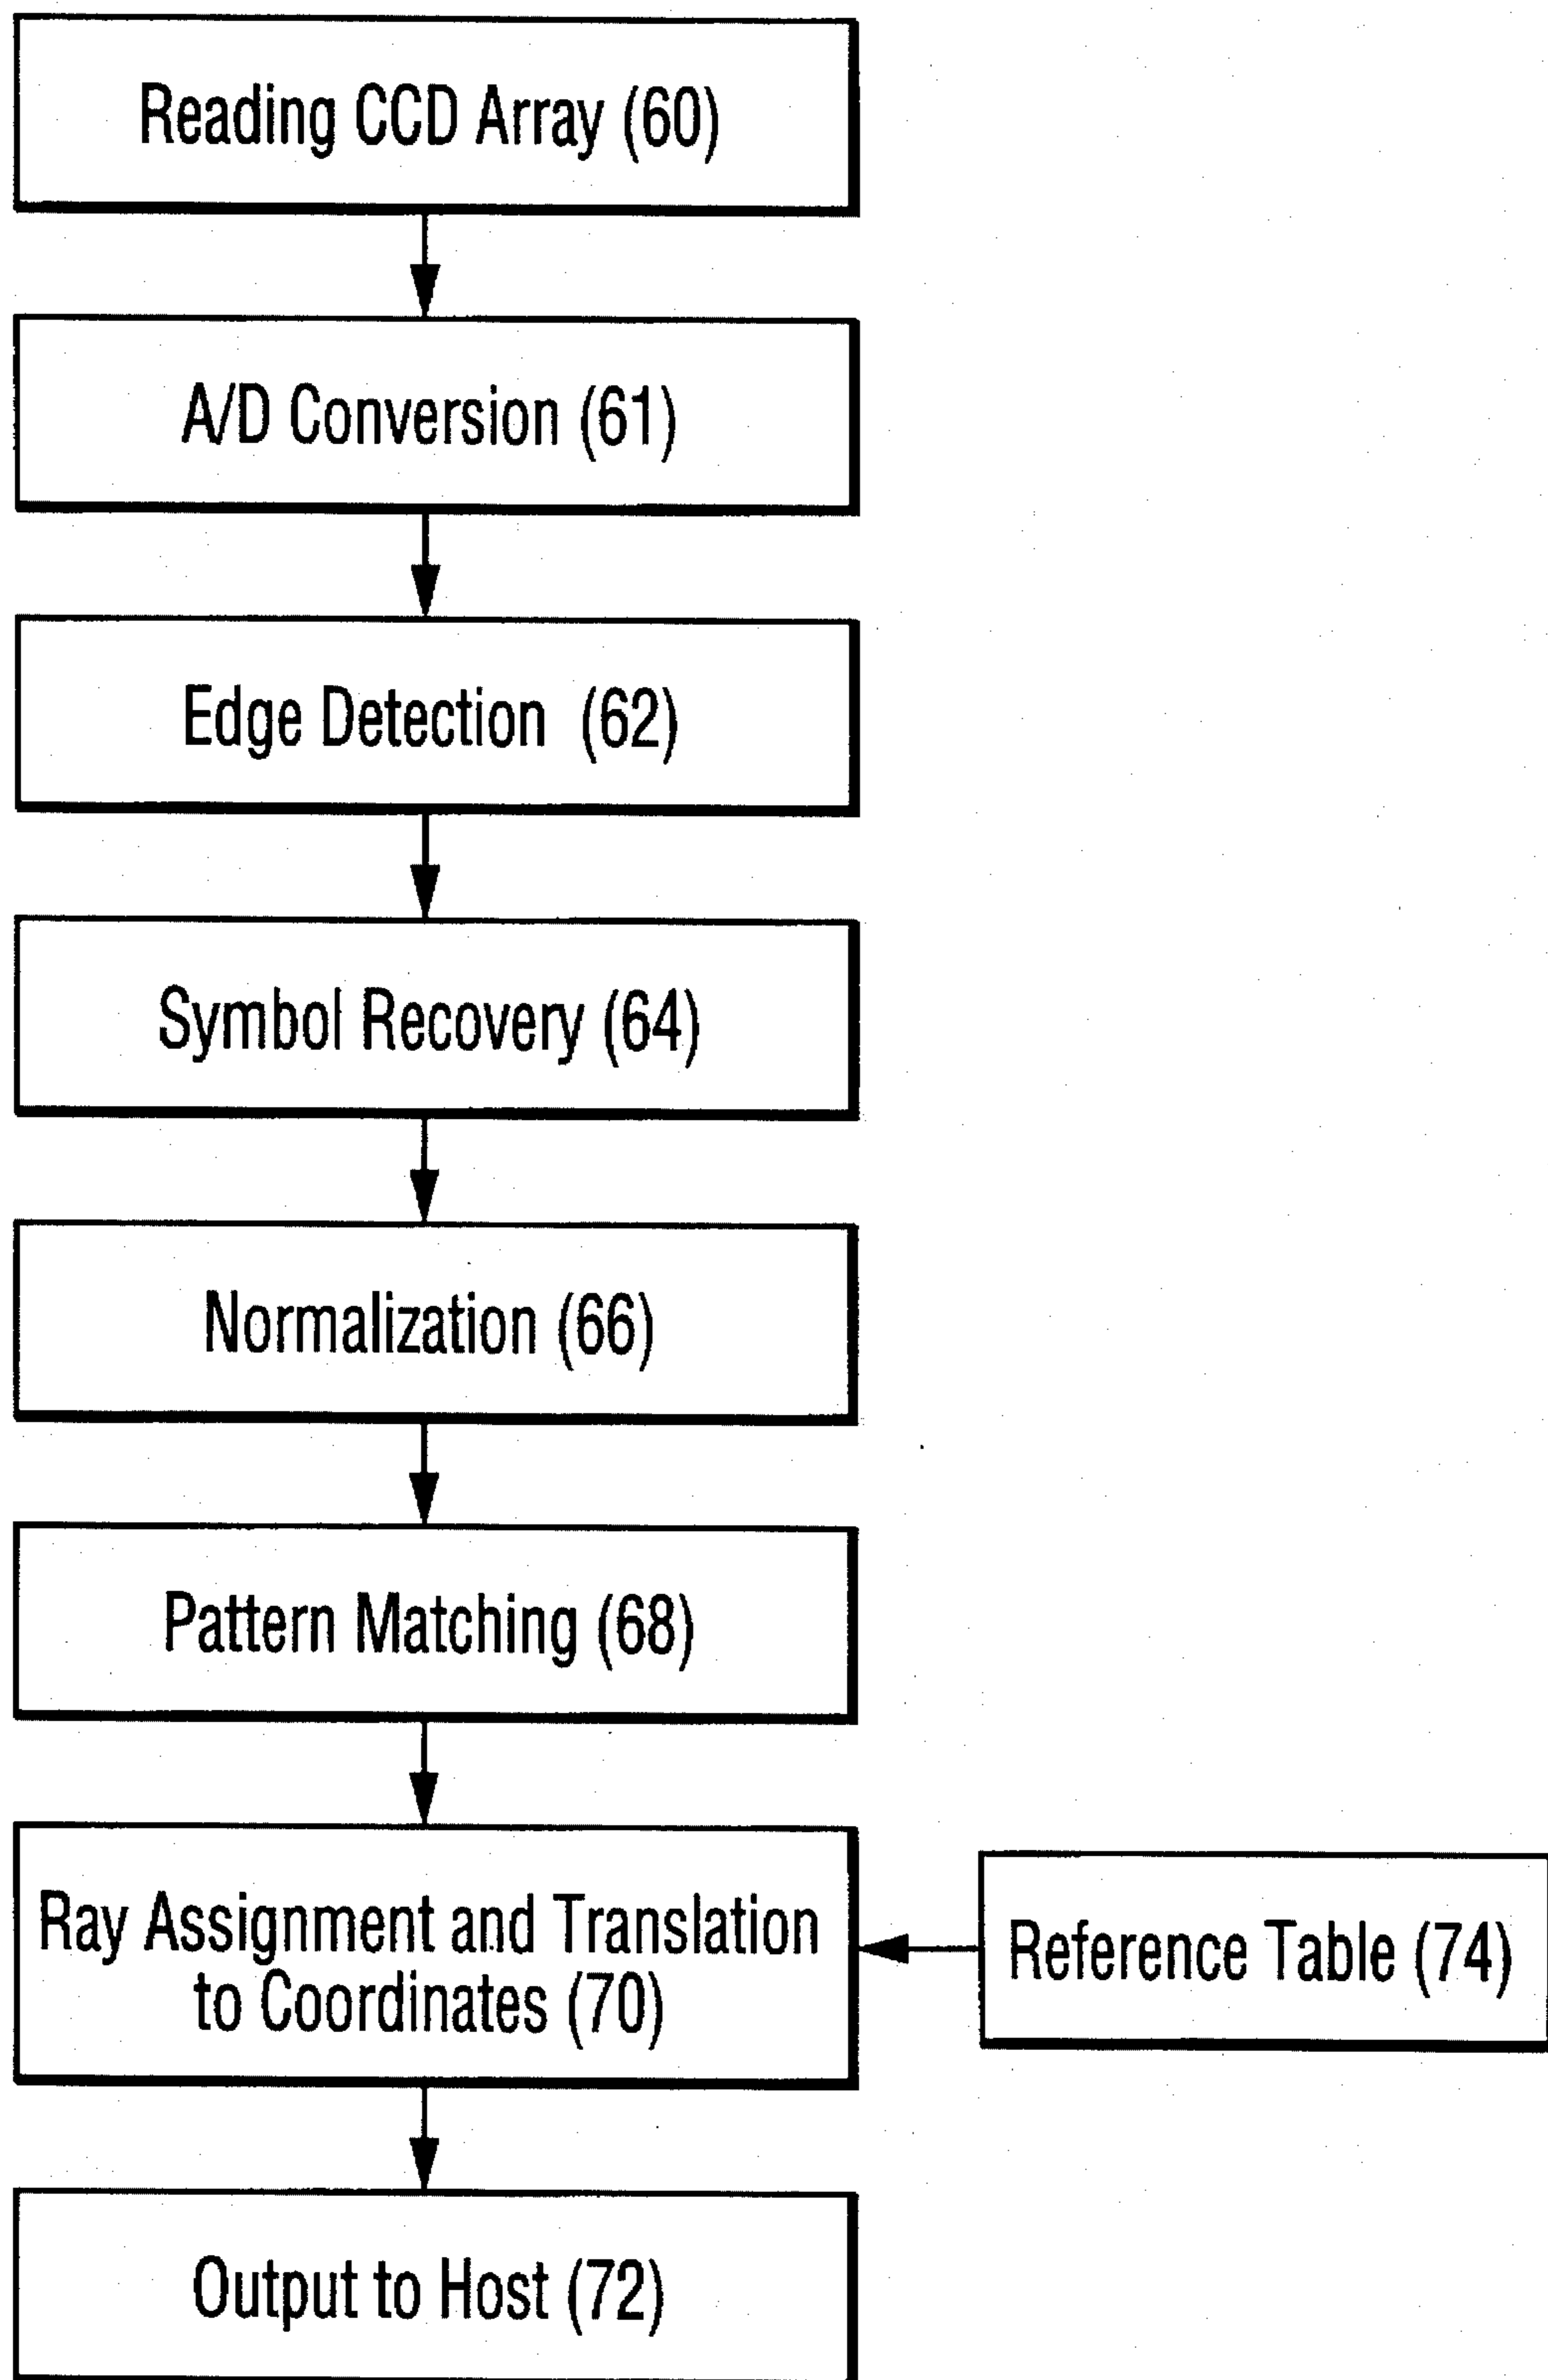 Reading CCD Array (60)
A/D Conversion (61)
Edge Detection (62)
Symbol Recovery (64)
Normalization (66)
Pattern Matching (68)
Ray Assignment and Translation
to Coordinates (70)
Reference Table (74)
Output to Host (72)